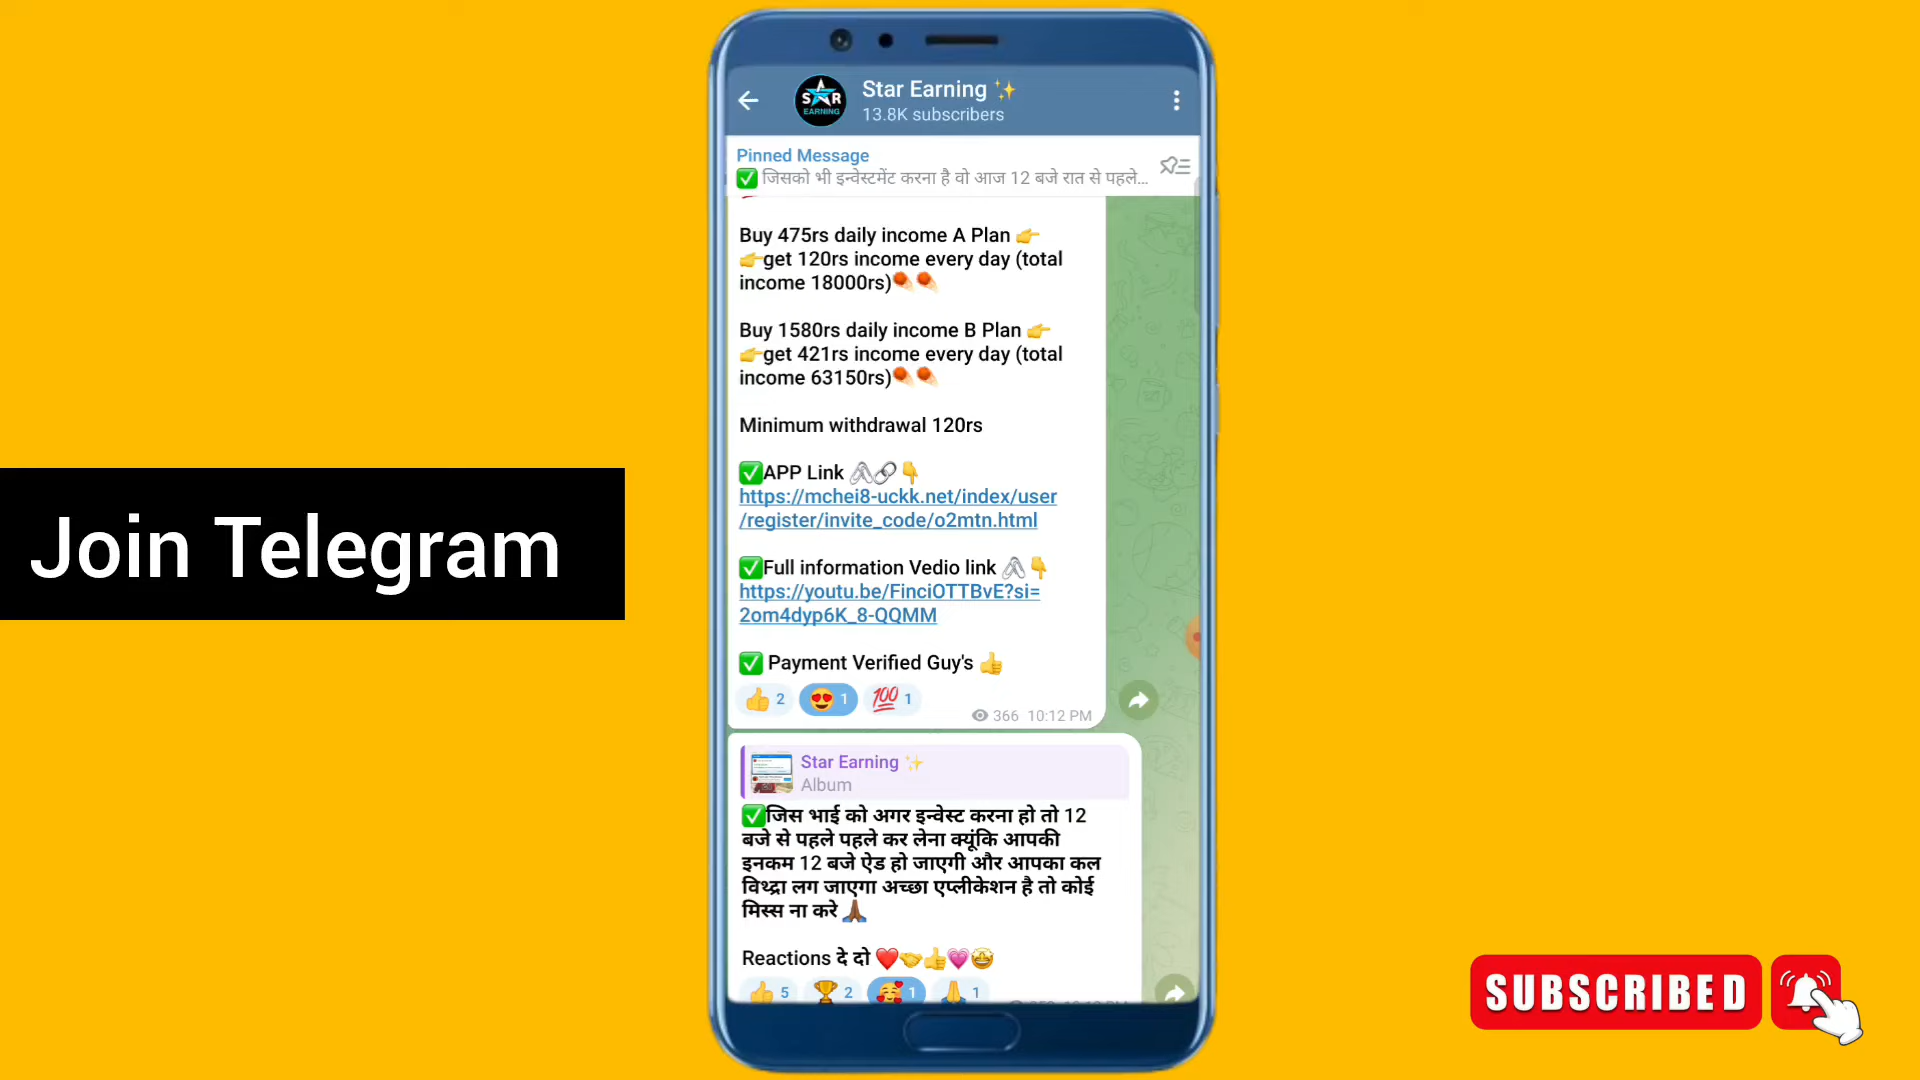 STAR
EARNING
Star Earning ✨
13.8K subscribers
Pinned Message
✅ जिसको भी इन्वेस्टमेंट करना है वो आज 12 बजे रात से पहले...
Buy 475rs daily income A Plan 👉
👉get 120rs income every day (total
income 18000rs)☄️☄️
Buy 1580rs daily income B Plan 👉
👉get 421rs income every day (total
income 63150rs)☄️☄️
Minimum withdrawal 120rs
✅APP Link 🖇️🔗👇
https://mchei8-uckk.net/index/user
/register/invite_code/o2mtn.html
✅Full information Vedio link 🖇️👇
https://youtu.be/FinciOTTBvE?si=
2om4dyp6K_8-QQMM
✅ Payment Verified Guy's 👍
👍 2 😍 1 💯 1
366 10:12 PM
Star Earning ✨
Album
✅जिस भाई को अगर इन्वेस्ट करना हो तो 12
बजे से पहले पहले कर लेना क्यूंकि आपकी
इनकम 12 बजे ऐड हो जाएगी और आपका कल
विथ्द्रा लग जाएगा अच्छा एप्लीकेशन है तो कोई
मिस्स ना करे 🙏🏾
Reactions दे दो ❤️🤝👍💗🤩
👍 5 🏆 2 🥰 1 🙏 1
Join Telegram
SUBSCRIBED